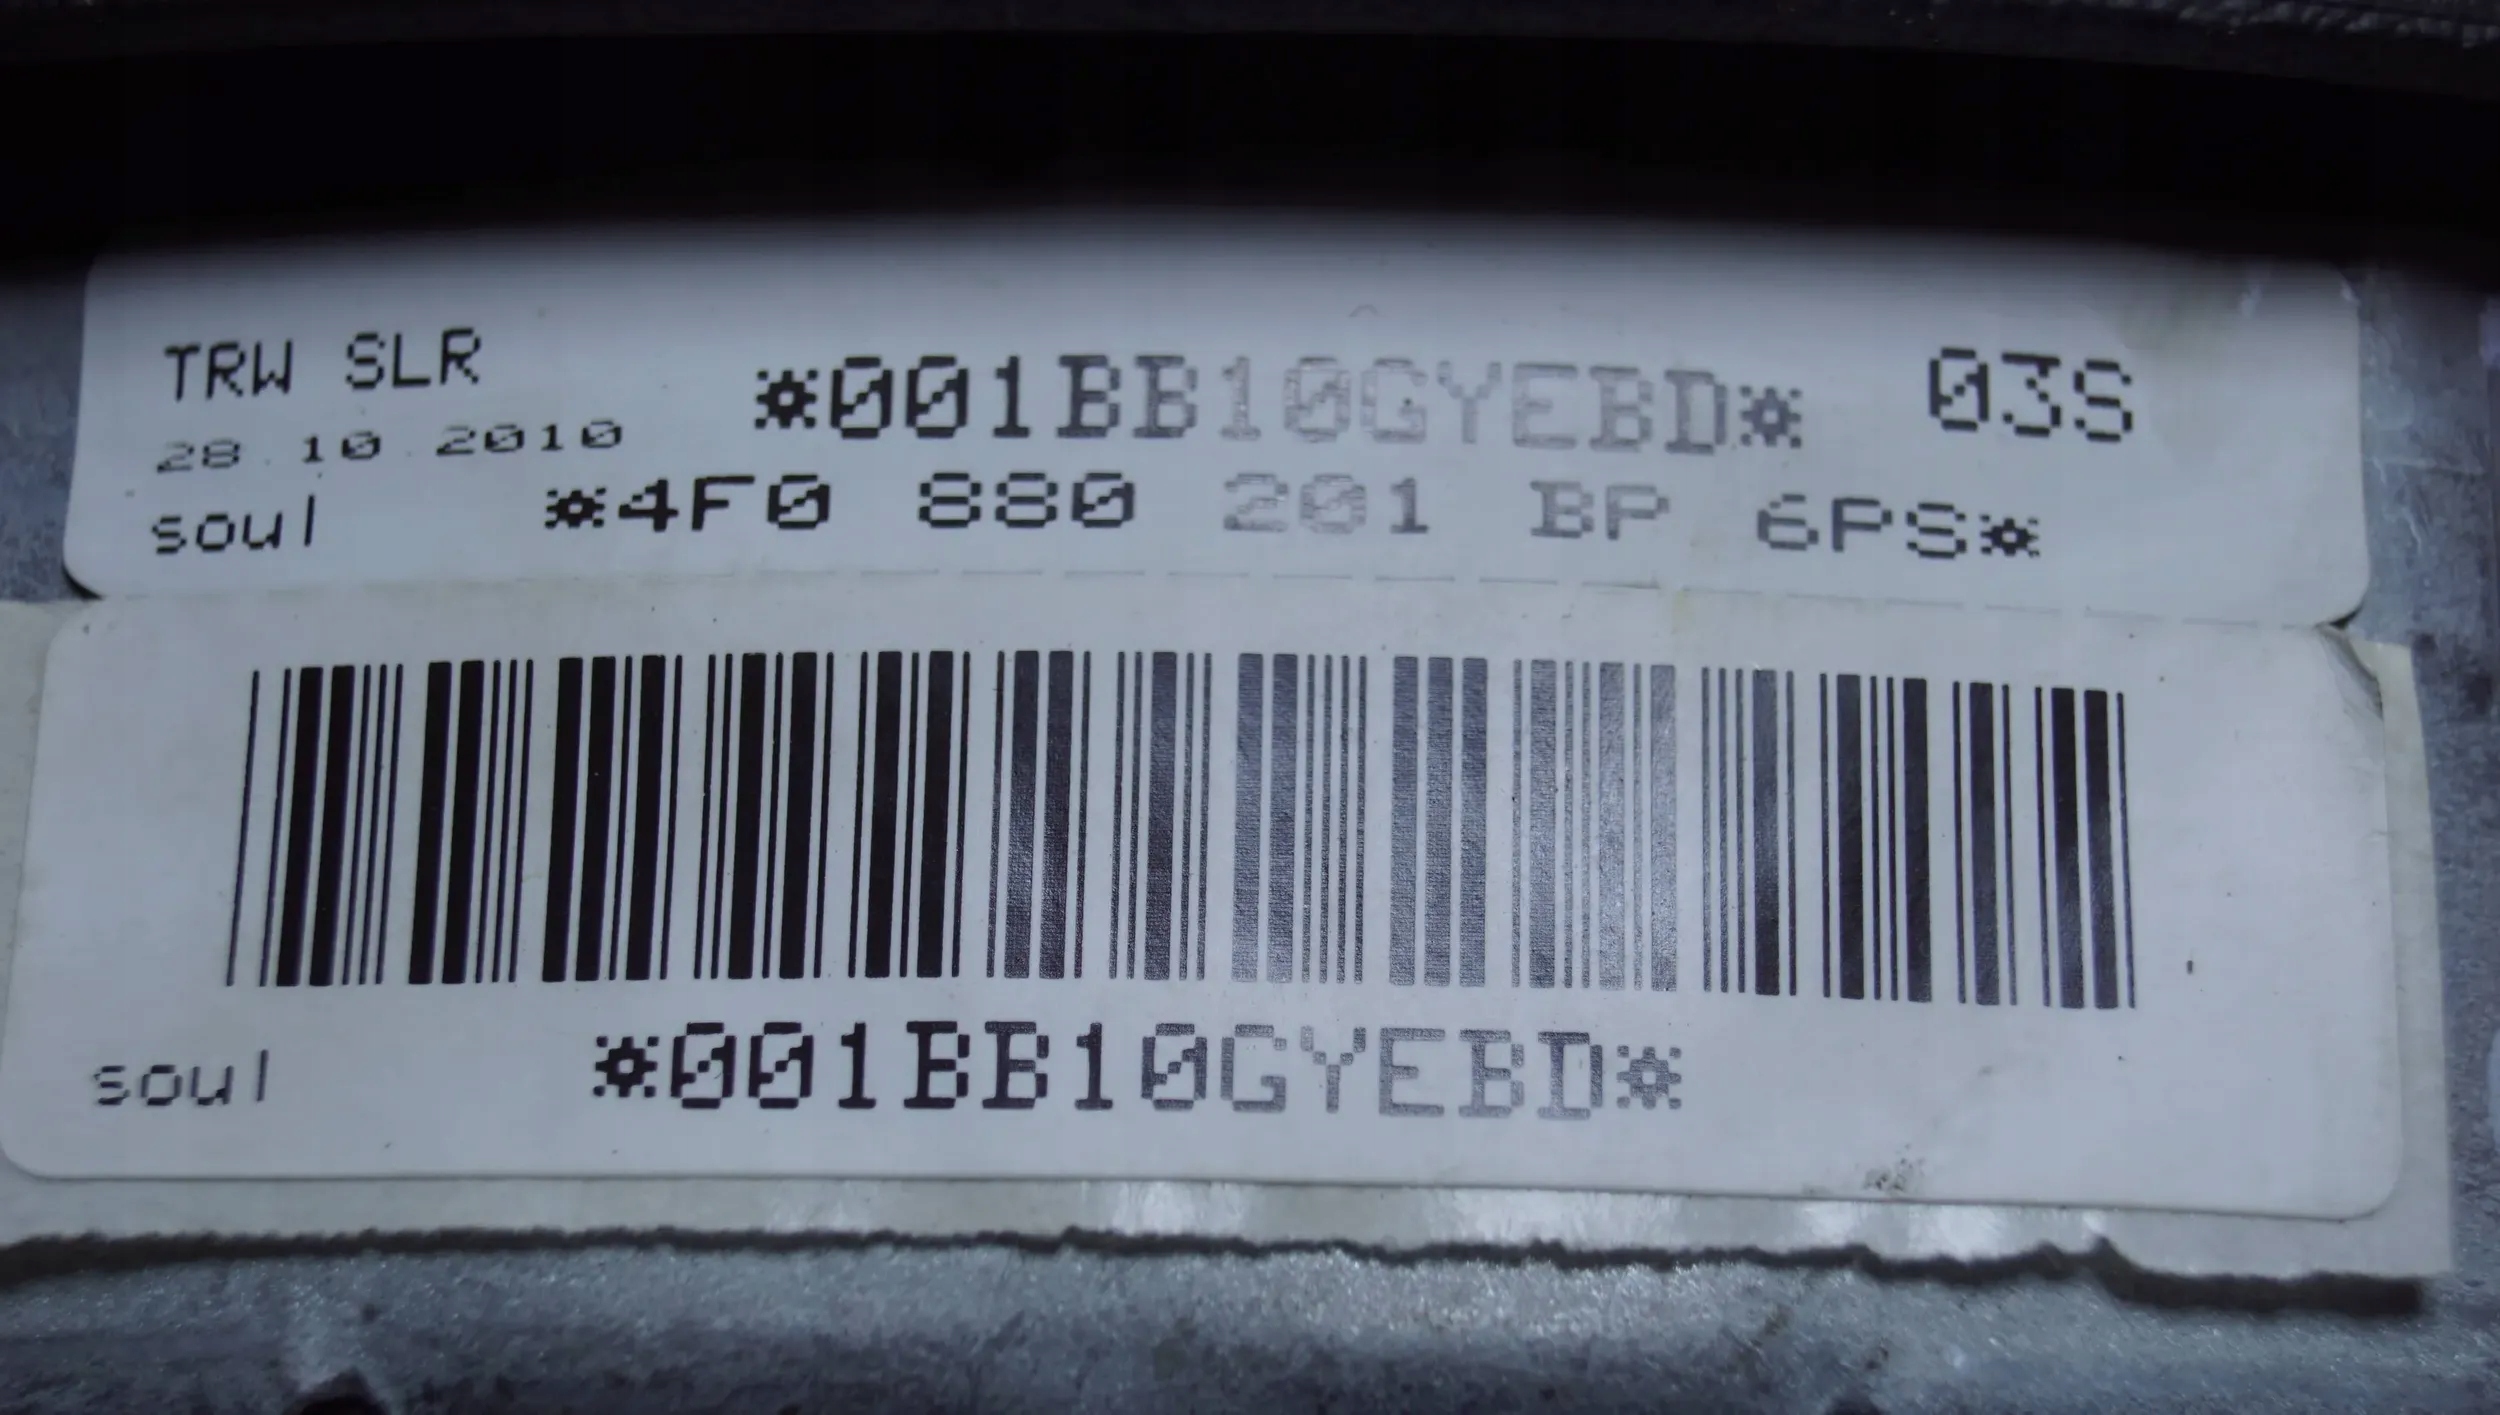 TRW SLR
*001BB10GYEBD*
03S
28.10.2010
*4F0 880 201 BP 6PS*
soul
soul
*001BB10GYEBD*